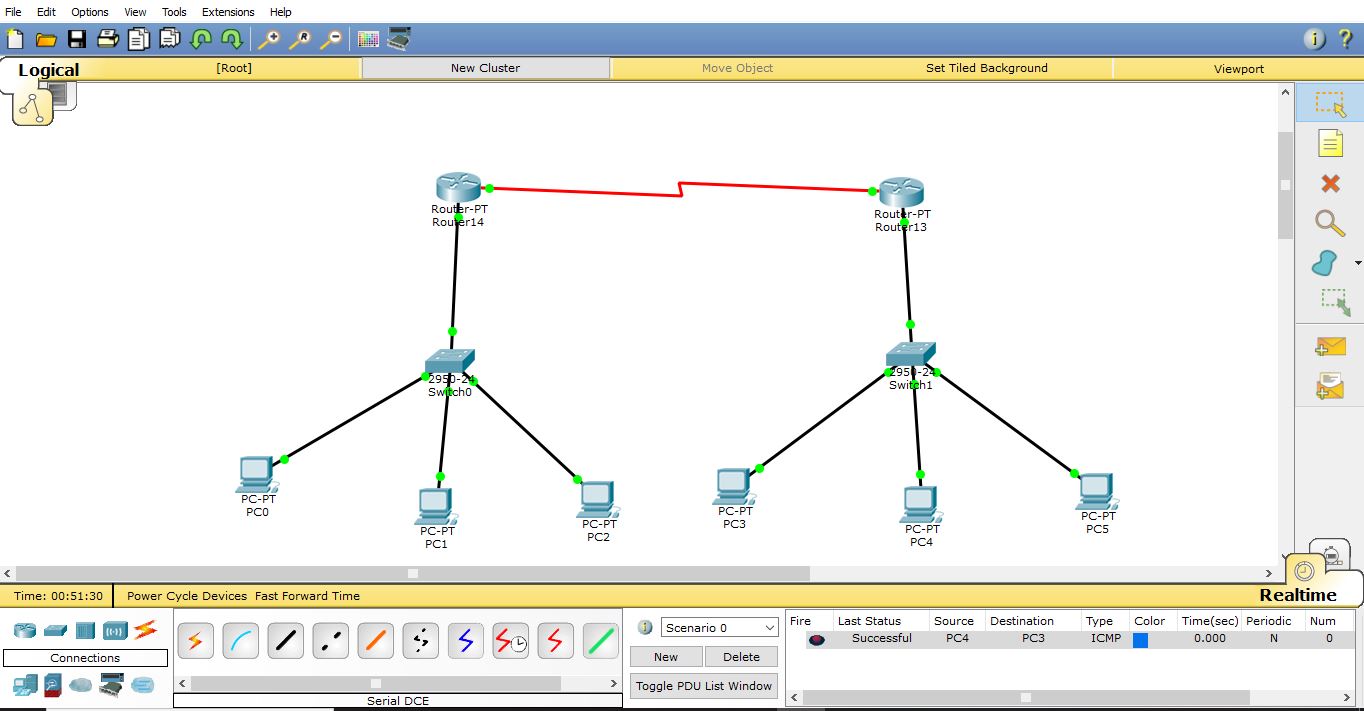 File Edit Options View Tools Extensions Help
Logical [Root] New Cluster Move Object Set Tiled Background Viewport
Router-PT
Router14
Router-PT
Router13
2950-24
Switch0
2950-24
Switch1
PC-PT
PC0
PC-PT
PC1
PC-PT
PC2
PC-PT
PC3
PC-PT
PC4
PC-PT
PC5
Time: 00:51:30 Power Cycle Devices Fast Forward Time Realtime
Connections
Serial DCE
Scenario 0
New Delete
Toggle PDU List Window
Fire Last Status Source Destination Type Color Time(sec) Periodic Num
Successful PC4 PC3 ICMP 0.000 N 0